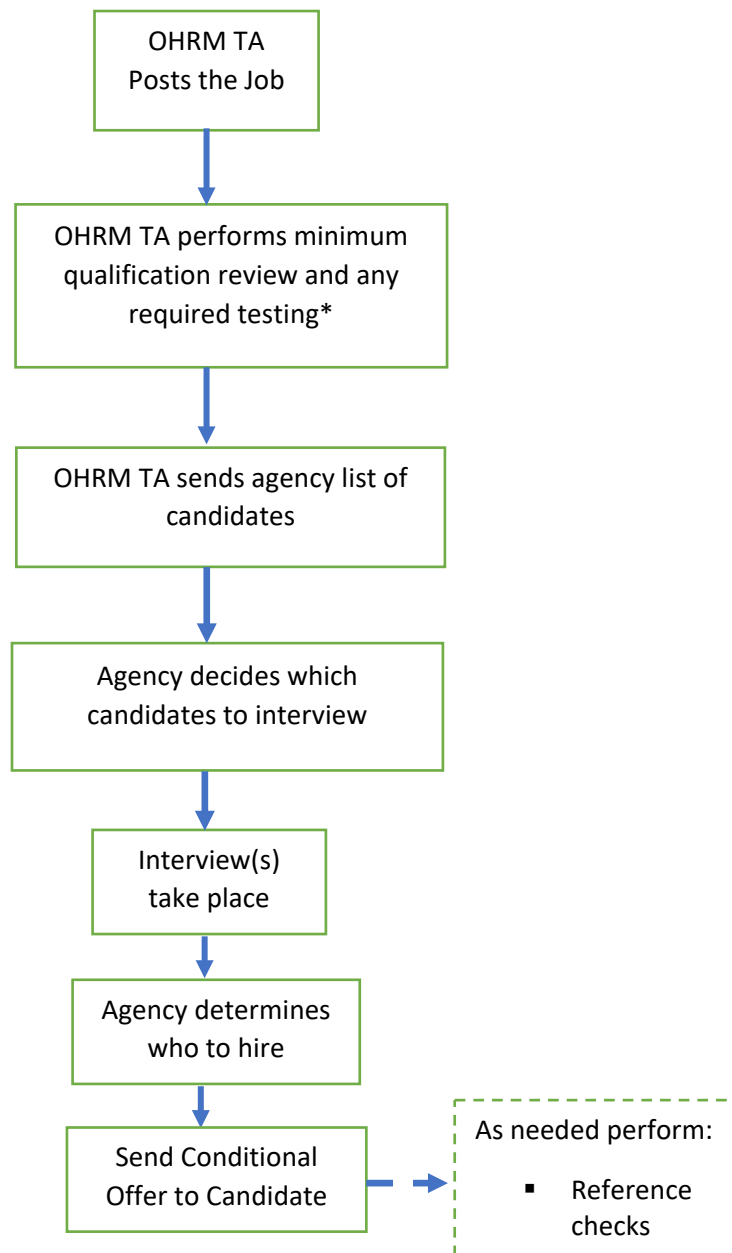 OHRM TA
Posts the Job
OHRM TA performs minimum
qualification review and any
required testing*
OHRM TA sends agency list of
candidates
Agency decides which
candidates to interview
Interview(s)
take place
Agency determines
who to hire
Send Conditional
Offer to Candidate
As needed perform:
▪ Reference
checks